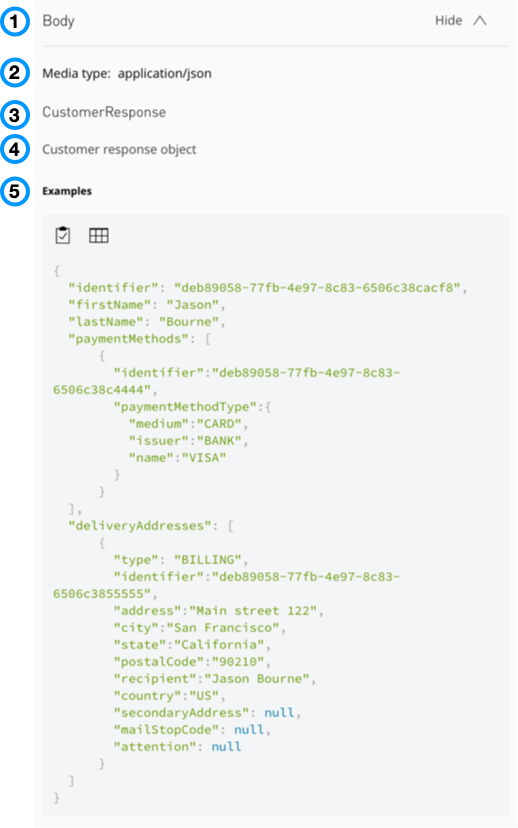 1 Body Hide
2 Media type: application/json
3 CustomerResponse
4 Customer response object
5 Examples
{
"identifier": "deb89058-77fb-4e97-8c83-6506c38cacf8",
"firstName": "Jason",
"lastName": "Bourne",
"paymentMethods": [
{
"identifier":"deb89058-77fb-4e97-8c83-
6506c38c4444",
"paymentMethodType":{
"medium":"CARD",
"issuer":"BANK",
"name":"VISA"
}
}
],
"deliveryAddresses": [
{
"type": "BILLING",
"identifier":"deb89058-77fb-4e97-8c83-
6506c3855555",
"address":"Main street 122",
"city":"San Francisco",
"state":"California",
"postalCode":"90210",
"recipient":"Jason Bourne",
"country":"US",
"secondaryAddress": null,
"mailStopCode": null,
"attention": null
}
]
}